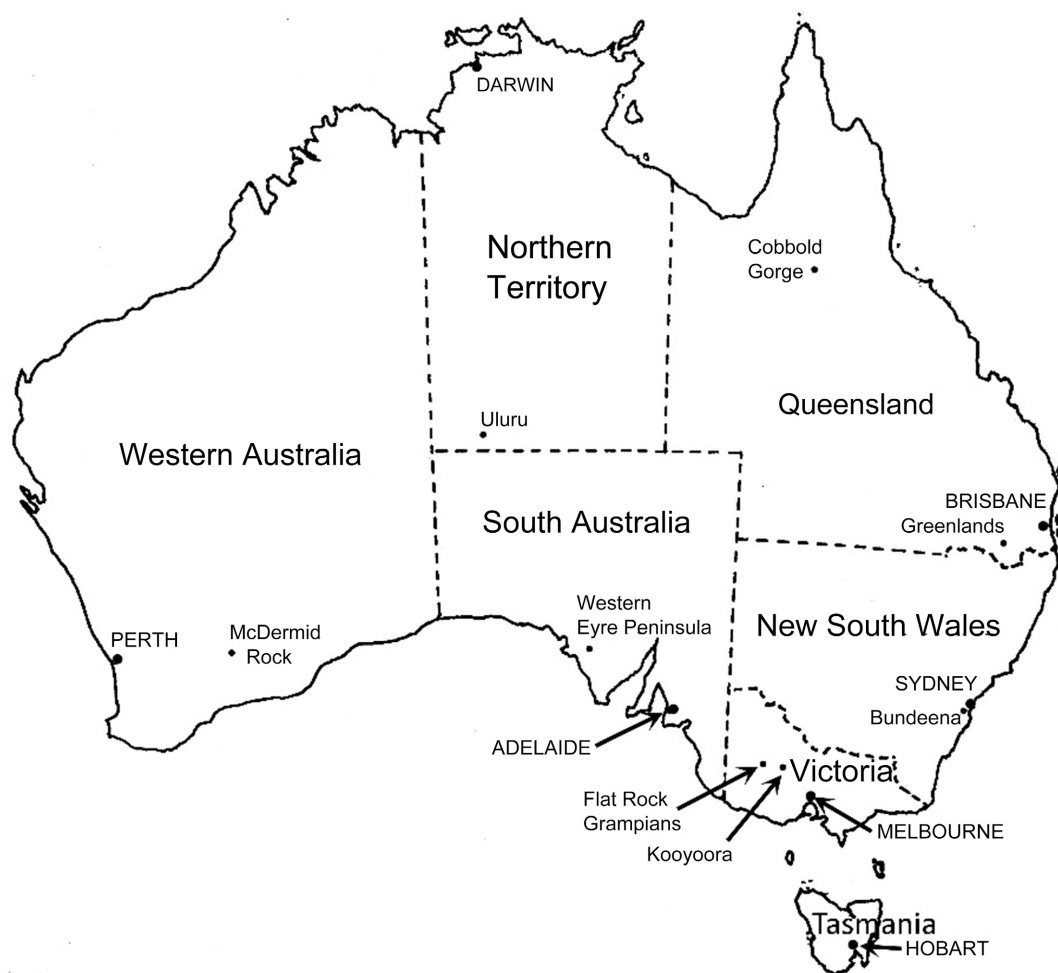 DARWIN
Northern
Territory
Cobbold
Gorge
Queensland
Uluru
Western Australia
South Australia
BRISBANE
Greenlands
Western
Eyre Peninsula
New South Wales
PERTH
McDermid
Rock
SYDNEY
Bundeena
ADELAIDE
Victoria
Flat Rock
Grampians
MELBOURNE
Kooyoora
Tasmania
HOBART